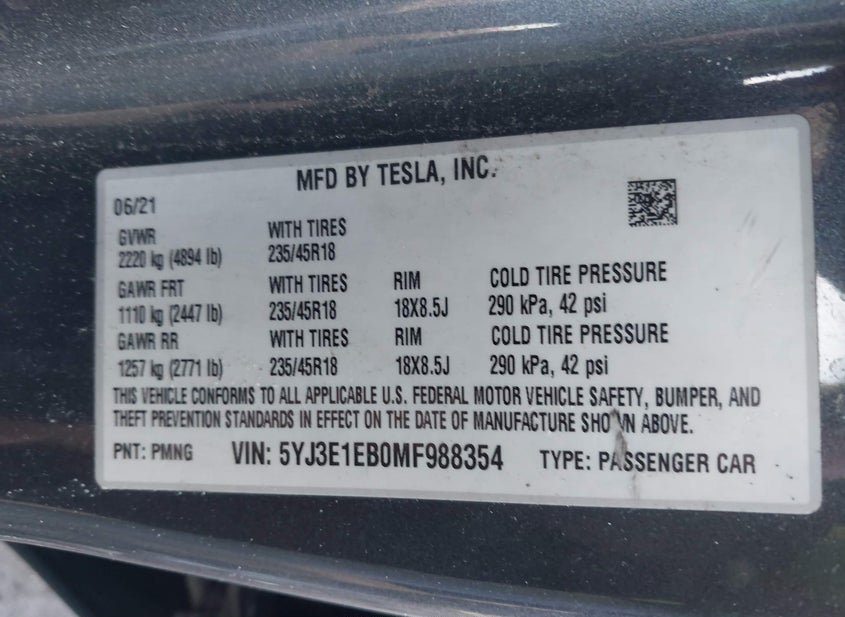 MFD BY TESLA, INC.
06/21
GVWR WITH TIRES
2220 kg (4894 lb) 235/45R18
GAWR FRT WITH TIRES RIM COLD TIRE PRESSURE
1110 kg (2447 lb) 235/45R18 18X8.5J 290 kPa, 42 psi
GAWR RR WITH TIRES RIM COLD TIRE PRESSURE
1257 kg (2771 lb) 235/45R18 18X8.5J 290 kPa, 42 psi
THIS VEHICLE CONFORMS TO ALL APPLICABLE U.S. FEDERAL MOTOR VEHICLE SAFETY, BUMPER, AND
THEFT PREVENTION STANDARDS IN EFFECT ON THE DATE OF MANUFACTURE SHOWN ABOVE.
PNT: PMNG VIN: 5YJ3E1EB0MF988354 TYPE: PASSENGER CAR